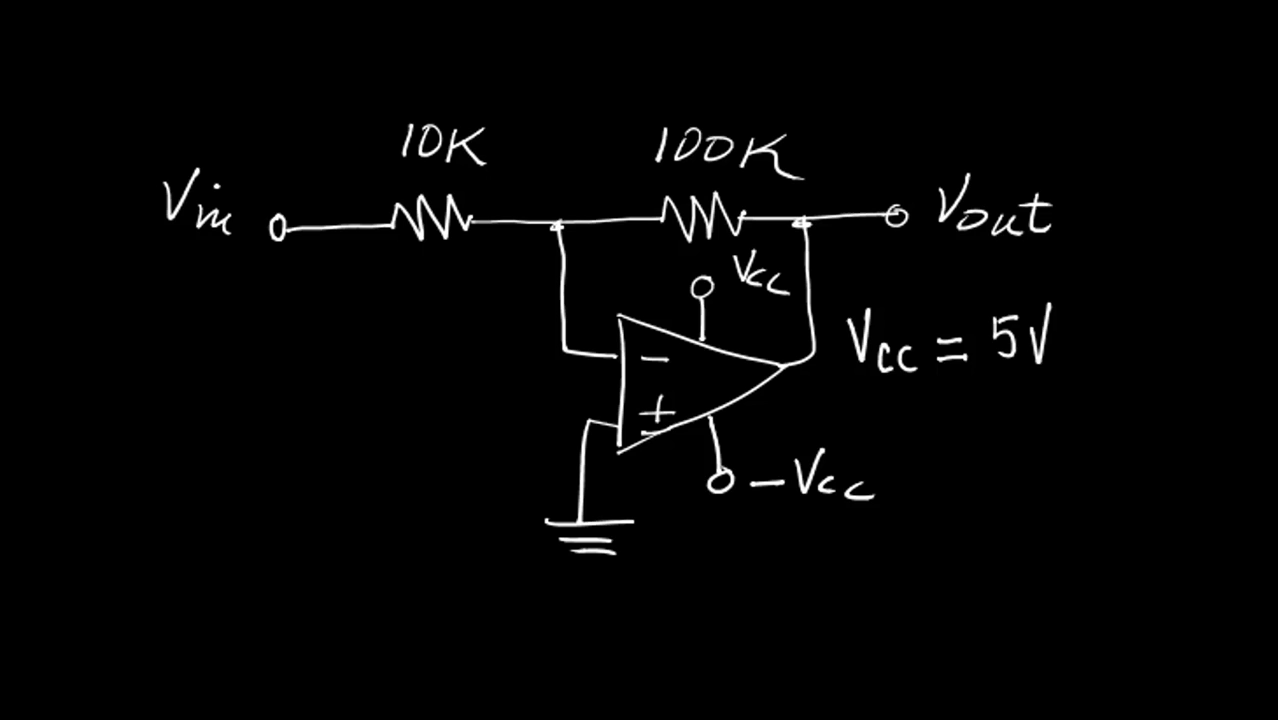 10K
100K
Vin
Vout
Vcc
Vcc = 5V
−
+
−Vcc